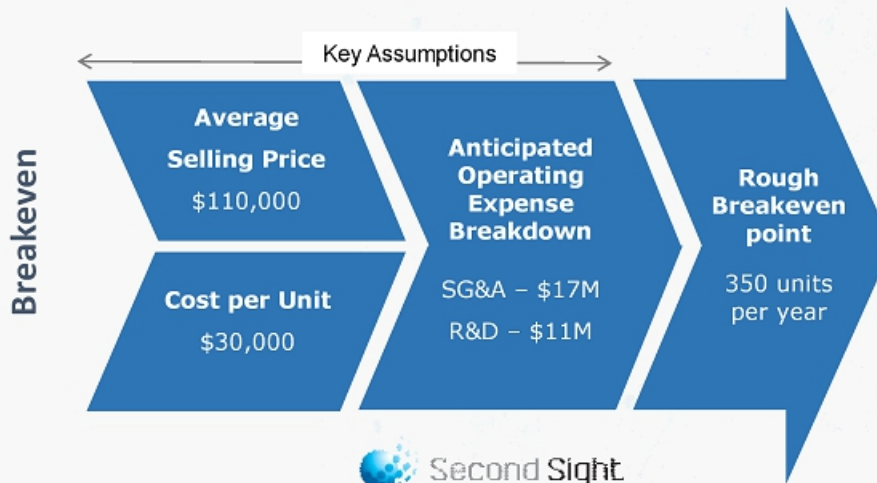 Key Assumptions
Breakeven
Average
Selling Price
$110,000
Cost per Unit
$30,000
Anticipated
Operating
Expense
Breakdown
SG&A – $17M
R&D – $11M
Rough
Breakeven
point
350 units
per year
Second Sight